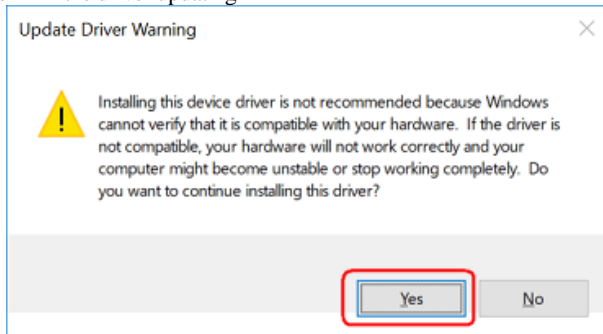 Update Driver Warning
Installing this device driver is not recommended because Windows
cannot verify that it is compatible with your hardware. If the driver is
not compatible, your hardware will not work correctly and your
computer might become unstable or stop working completely. Do
you want to continue installing this driver?
Yes
No